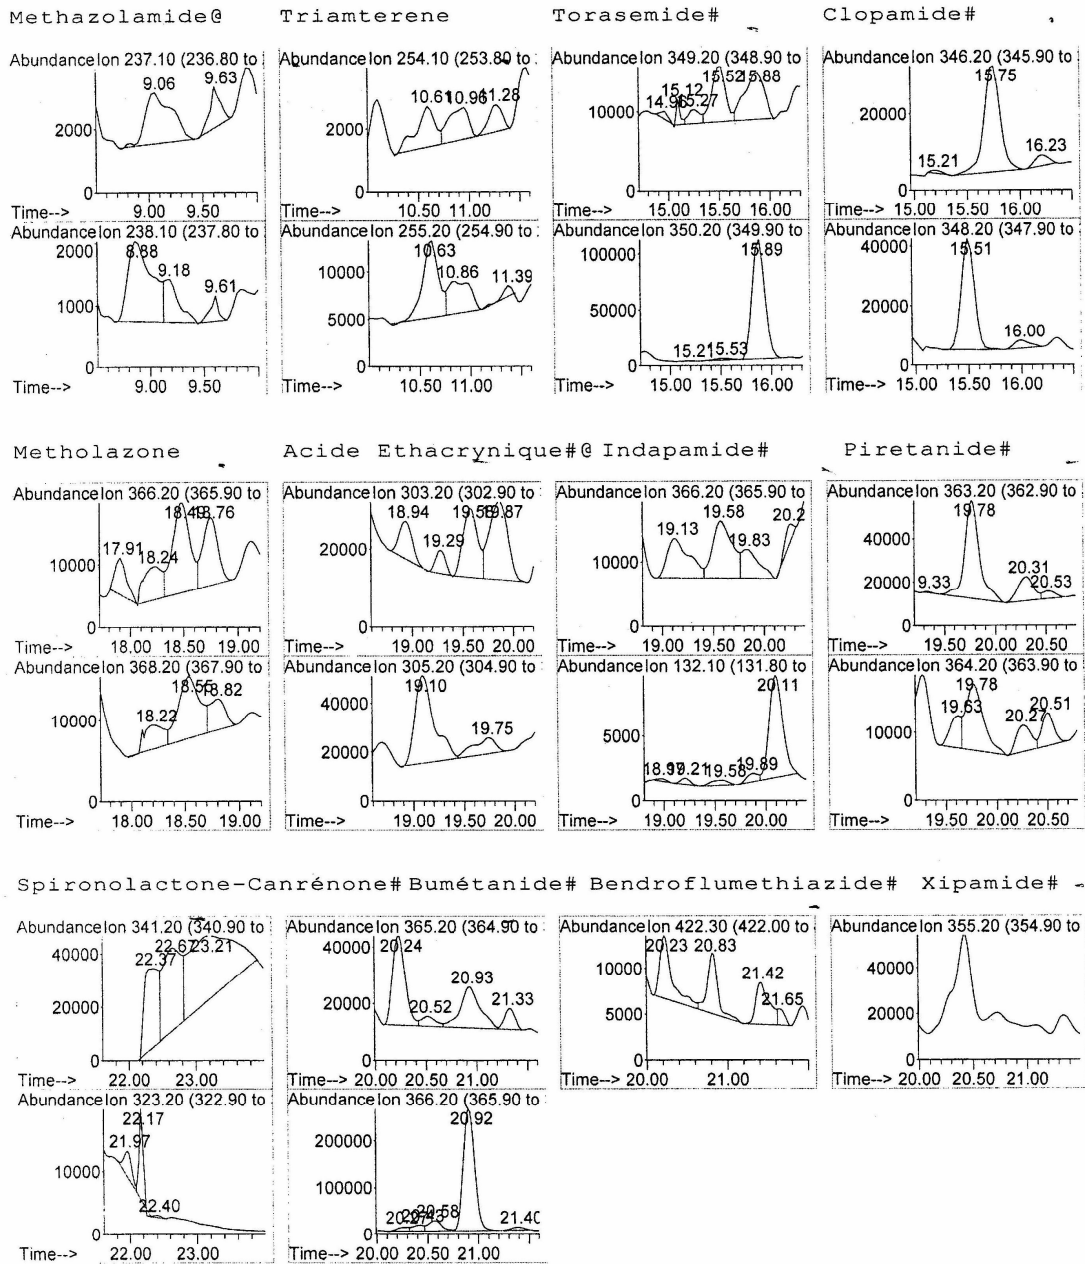 Methazolamide@ Triamterene Torasemide# Clopamide#
Abundance Ion 237.10 (236.80 to Abundance Ion 254.10 (253.80 to Abundance Ion 349.20 (348.90 to Abundance Ion 346.20 (345.90 to
9.06 9.63 10.61 10.96 11.28 14.96 15.12 15.27 15.52 15.88 15.21 15.75 16.23
2000 2000 10000 20000
0 0 0 0
Time--> 9.00 9.50 Time--> 10.50 11.00 Time--> 15.00 15.50 16.00 Time--> 15.00 15.50 16.00
Abundance Ion 238.10 (237.80 to Abundance Ion 255.20 (254.90 to Abundance Ion 350.20 (349.90 to Abundance Ion 348.20 (347.90 to
8.88 9.18 9.61 10.63 10.86 11.39 15.21 15.53 15.89 15.51 16.00
2000 10000 100000 40000
1000 5000 50000 20000
0 0 0 0
Time--> 9.00 9.50 Time--> 10.50 11.00 Time--> 15.00 15.50 16.00 Time--> 15.00 15.50 16.00
Metholazone Acide Ethacrynique#@ Indapamide# Piretanide#
Abundance Ion 366.20 (365.90 to Abundance Ion 303.20 (302.90 to Abundance Ion 366.20 (365.90 to Abundance Ion 363.20 (362.90 to
17.91 18.24 18.76 18.94 19.29 19.87 19.13 19.58 19.83 20.2 9.33 19.78 20.31 20.53
10000 20000 10000 40000
20000
0 0 0 0
Time--> 18.00 18.50 19.00 Time--> 19.00 19.50 20.00 Time--> 19.00 19.50 20.00 Time--> 19.50 20.00 20.50
Abundance Ion 368.20 (367.90 to Abundance Ion 305.20 (304.90 to Abundance Ion 132.10 (131.80 to Abundance Ion 364.20 (363.90 to
18.22 18.55 18.82 19.10 19.75 19.21 19.58 19.89 20.11 19.63 19.78 20.27 20.51
10000 40000 5000 10000
20000
0 0 0 0
Time--> 18.00 18.50 19.00 Time--> 19.00 19.50 20.00 Time--> 19.00 19.50 20.00 Time--> 19.50 20.00 20.50
Spironolactone-Canrénone# Bumétanide# Bendroflumethiazide# Xipamide#
Abundance Ion 341.20 (340.90 to Abundance Ion 365.20 (364.90 to Abundance Ion 422.30 (422.00 to Abundance Ion 355.20 (354.90 to
22.37 22.67 23.21 20.24 20.52 20.93 21.33 20.23 20.83 21.42 21.65
40000 40000 10000 40000
20000 20000 5000 20000
0 0 0 0
Time--> 22.00 23.00 Time--> 20.00 20.50 21.00 Time--> 20.00 21.00 Time--> 20.00 20.50 21.00
Abundance Ion 323.20 (322.90 to Abundance Ion 366.20 (365.90 to
21.97 22.17 22.40 20.58 20.92 21.40
10000 200000
100000
0 0
Time--> 22.00 23.00 Time--> 20.00 20.50 21.00